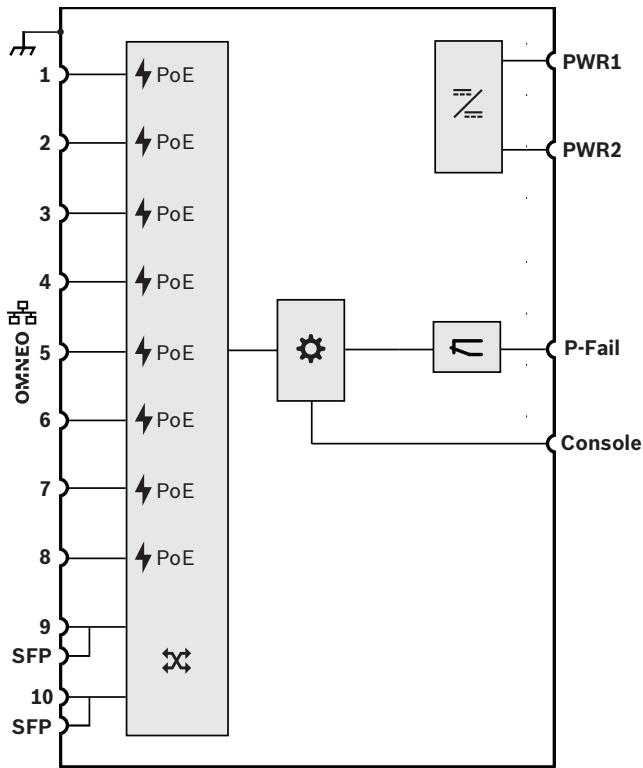 1 PoE PWR1
2 PoE PWR2
3 PoE
4 PoE
OMNEO
5 PoE P-Fail
6 PoE Console
7 PoE
8 PoE
9
SFP
10
SFP